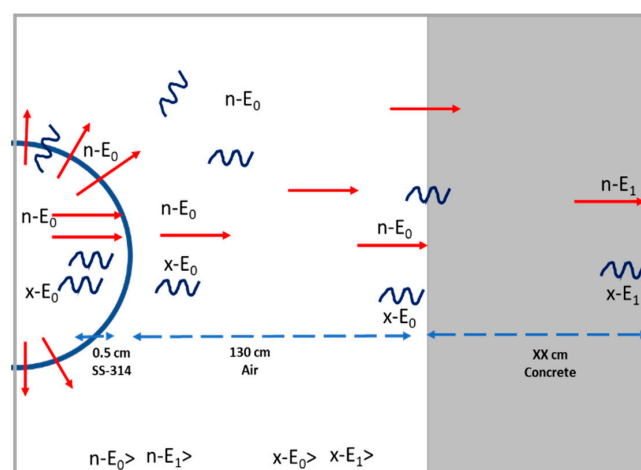 n-E₀
n-E₀
n-E₀
n-E₀
n-E₁
n-E₀
x-E₀
x-E₀
x-E₁
x-E₀
0.5 cm
SS-314
130 cm
Air
XX cm
Concrete
n-E₀> n-E₁> x-E₀> x-E₁>